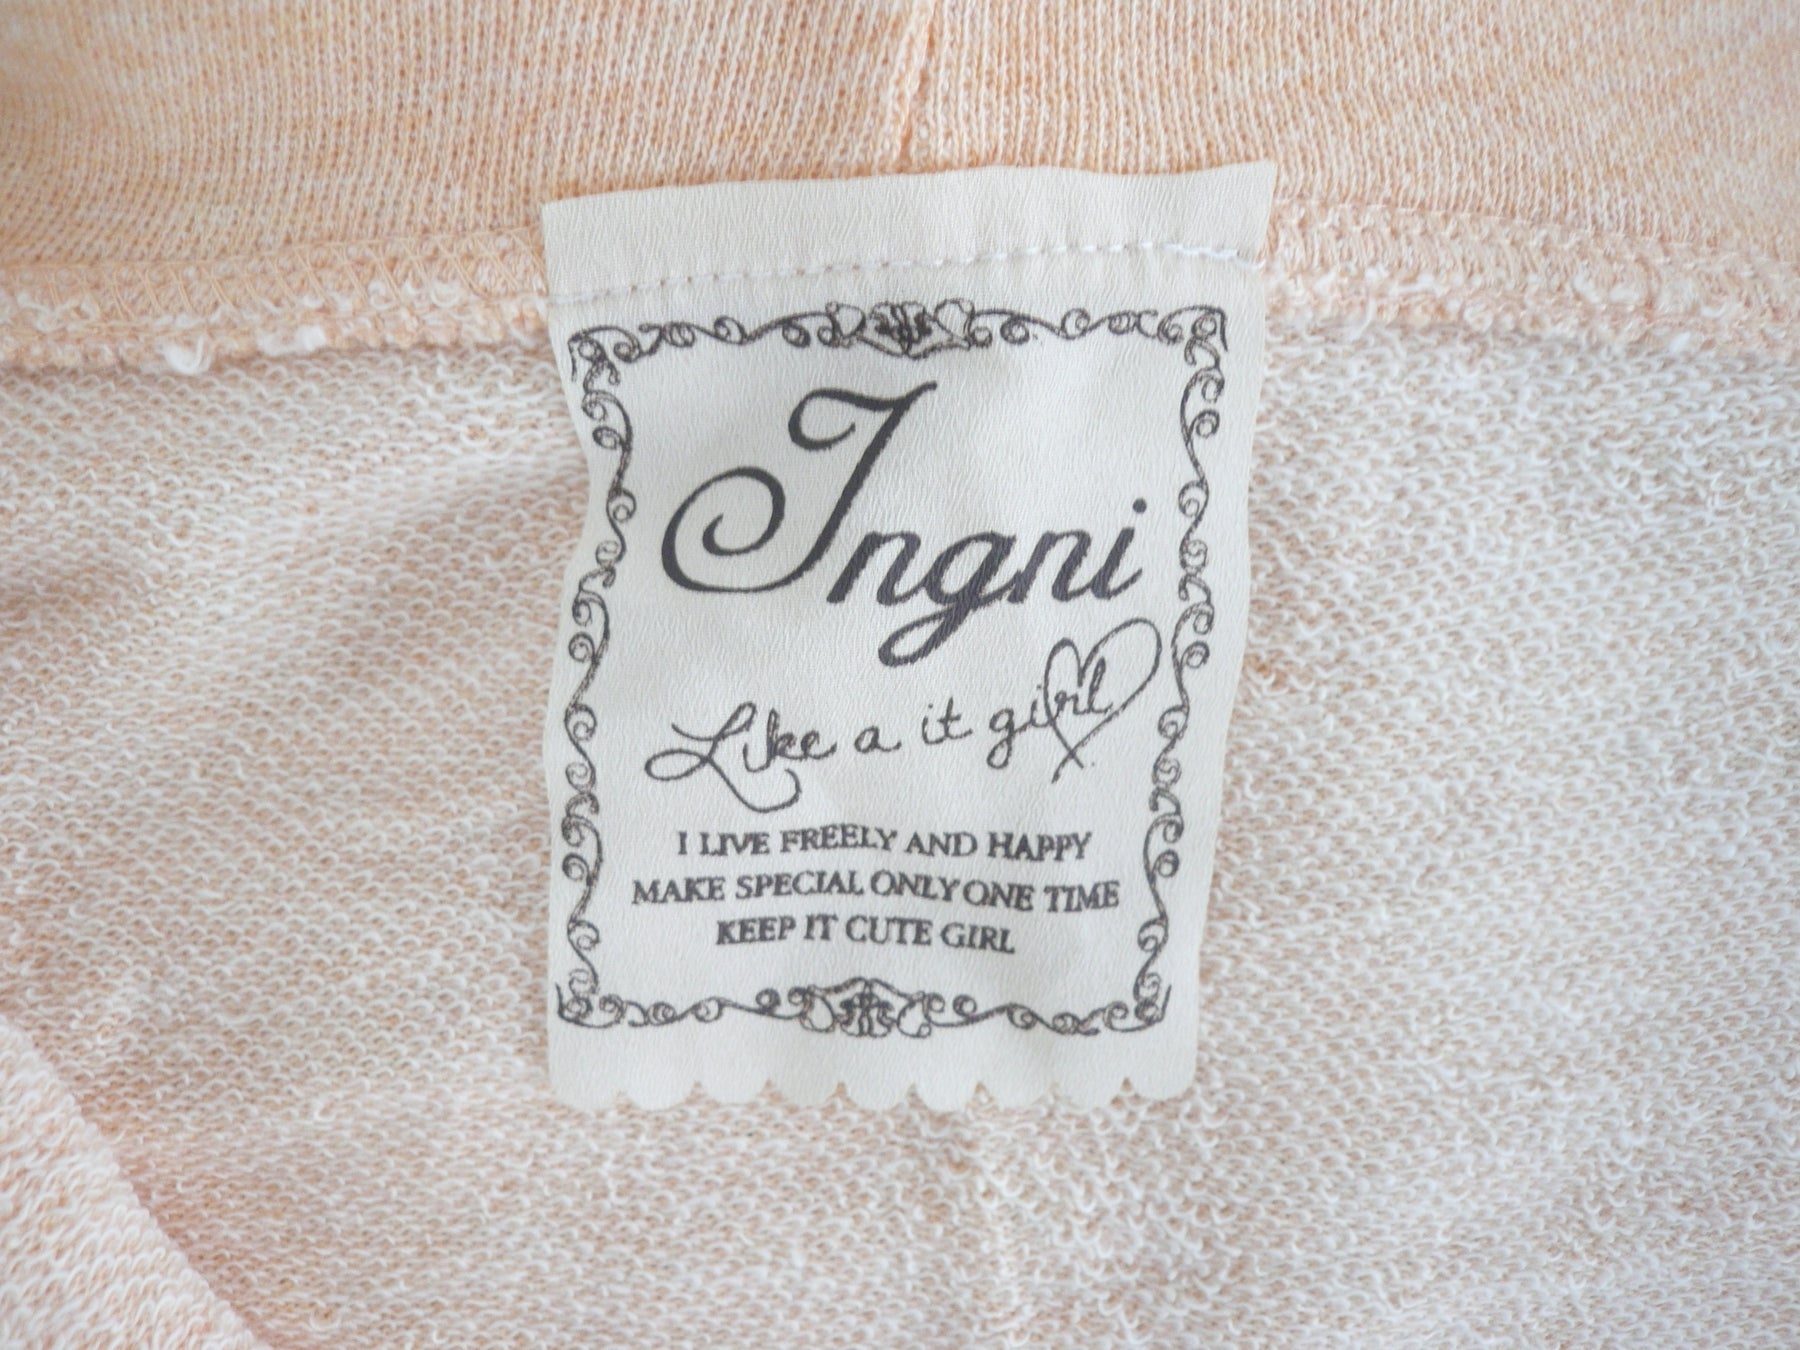 Ingni
Like a it girl
I LIVE FREELY AND HAPPY
MAKE SPECIAL ONLY ONE TIME
KEEP IT CUTE GIRL